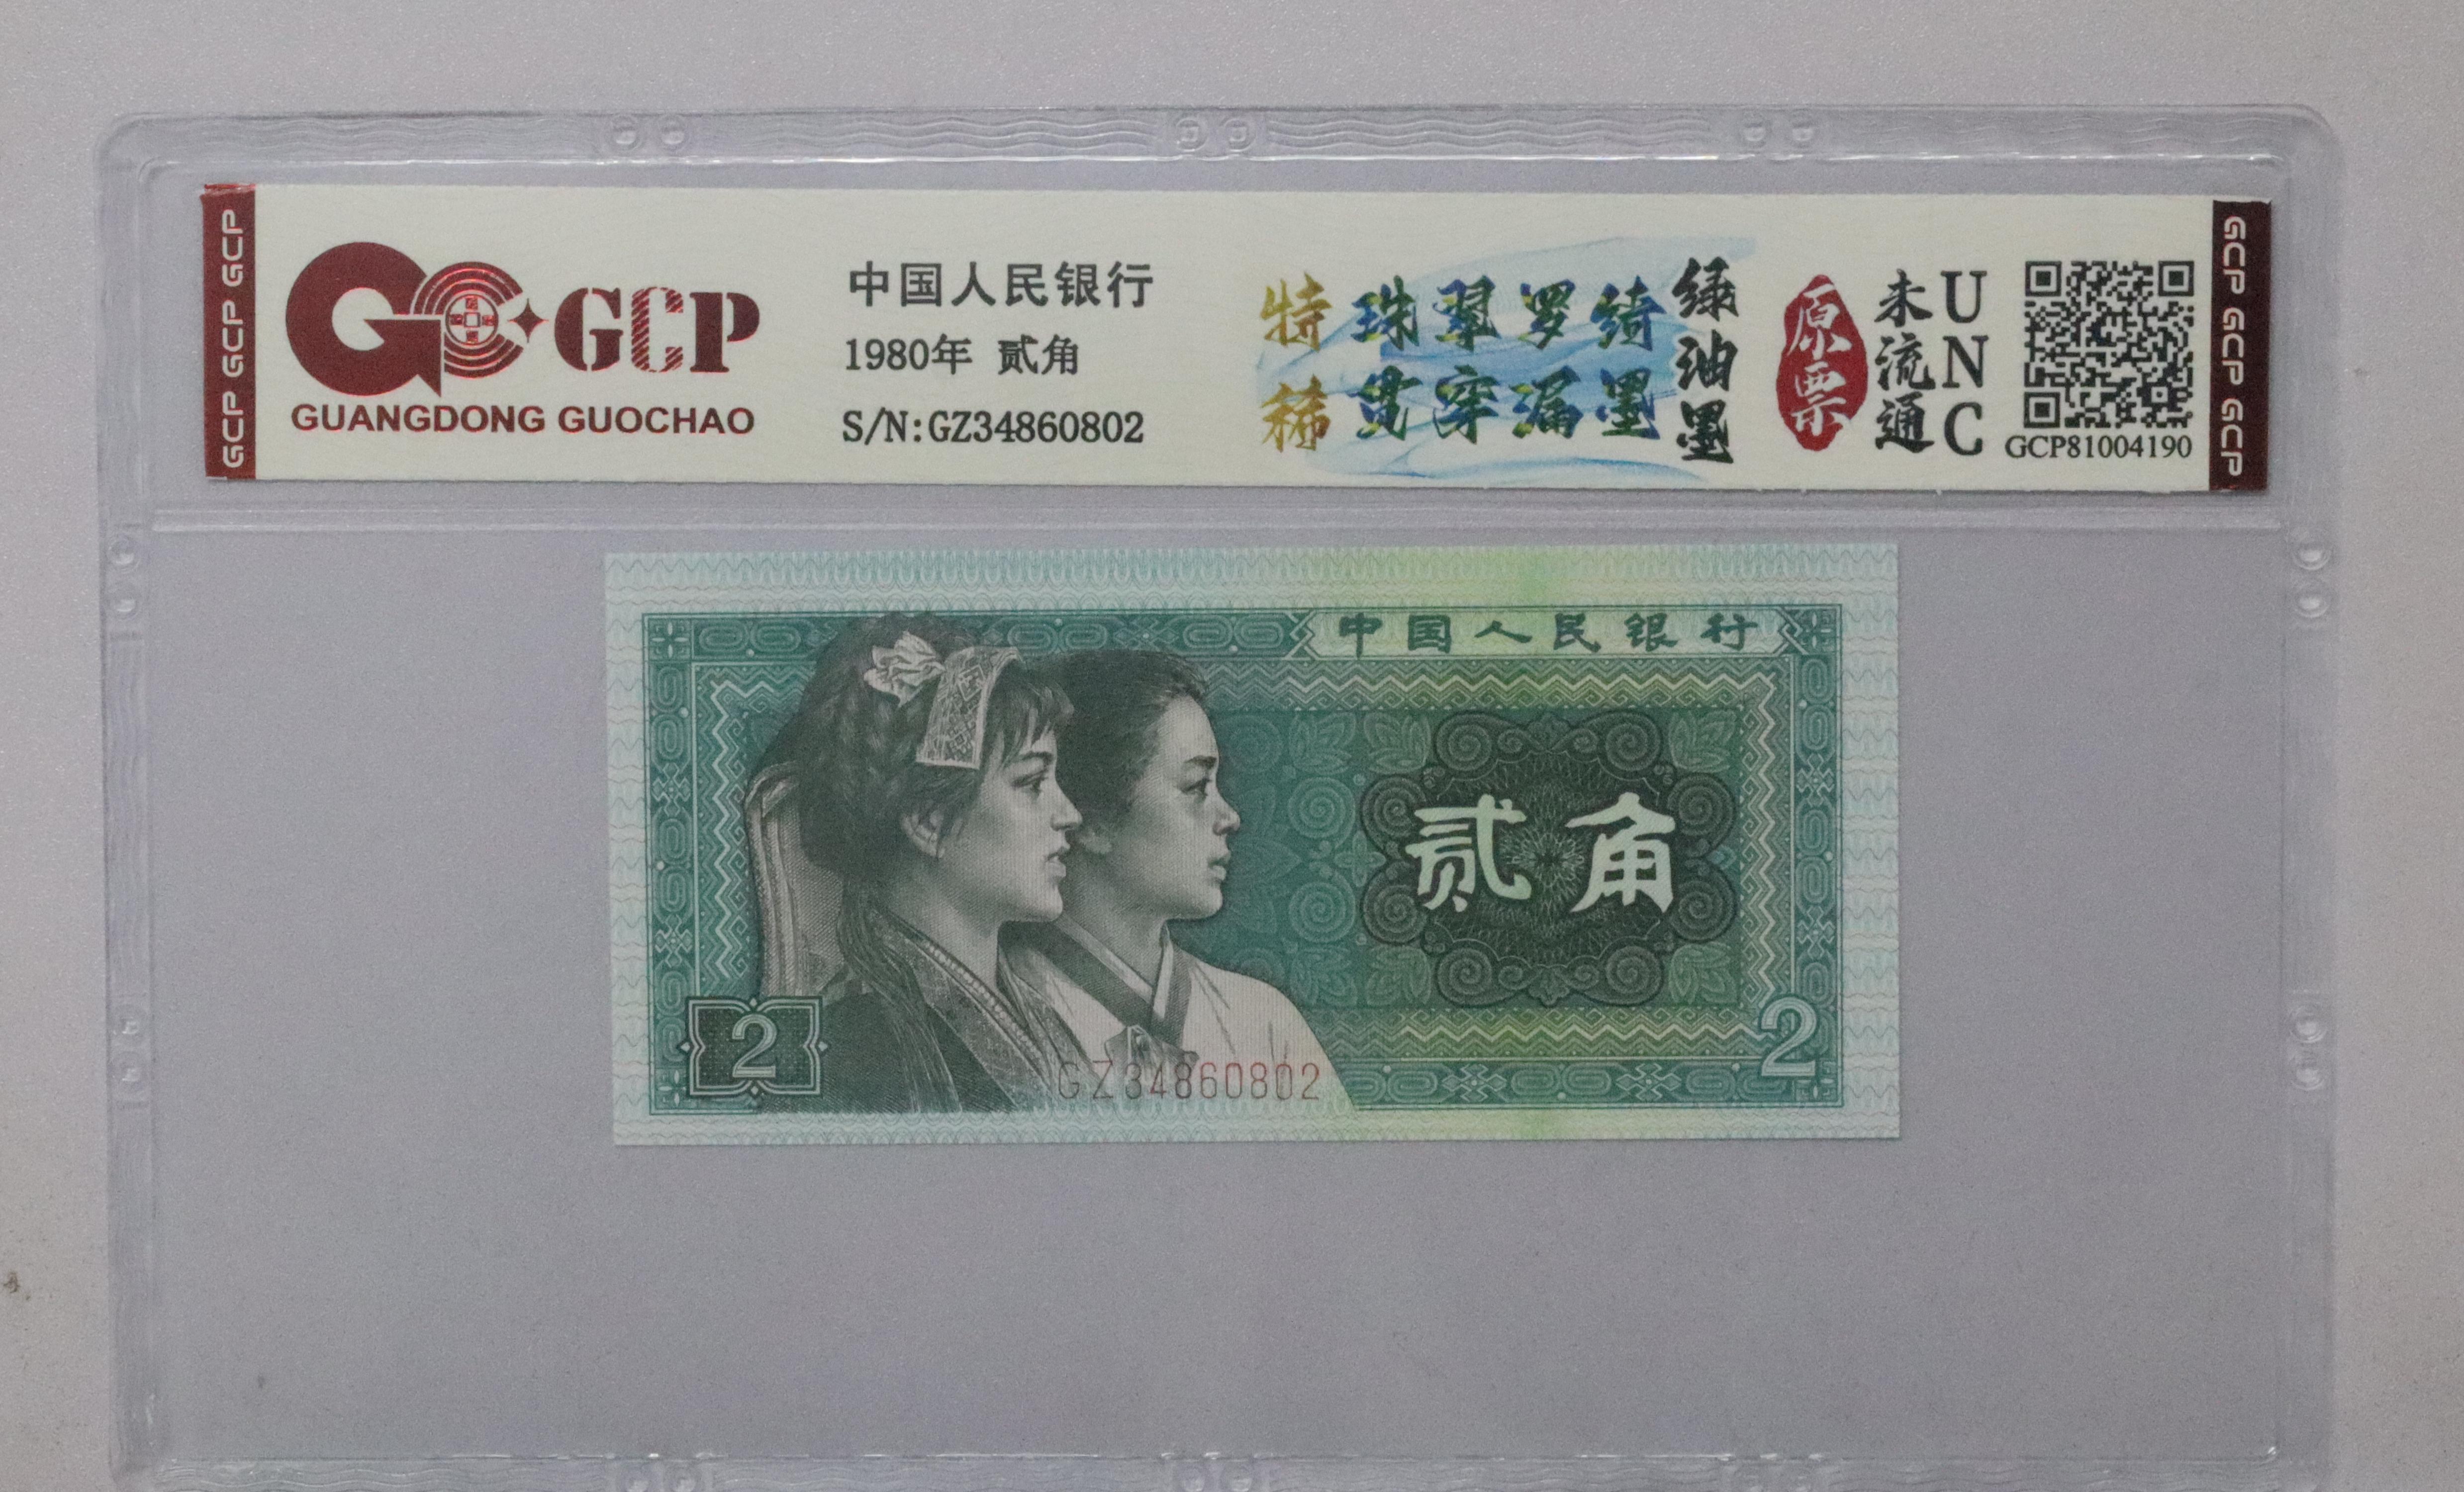 GCP GCP GCP
GCP
GUANGDONG GUOCHAO
中国人民银行
1980年 贰角
S/N:GZ34860802
特稀
珠翠罗绮
贯穿漏墨
绿油墨
原票
未流通
UNC
GCP81004190
GCP GCP GCP
中国人民银行
贰角
2
2
GZ34860802